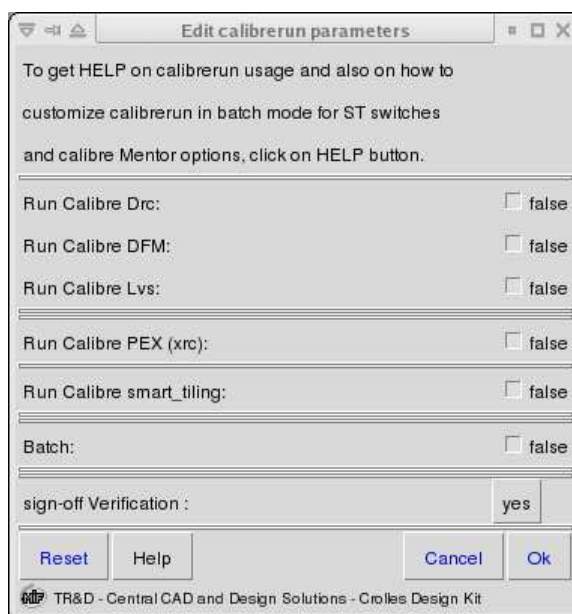 Edit calibrerun parameters
To get HELP on calibrerun usage and also on how to
customize calibrerun in batch mode for ST switches
and calibre Mentor options, click on HELP button.
Run Calibre Drc: false
Run Calibre DFM: false
Run Calibre Lvs: false
Run Calibre PEX (xrc): false
Run Calibre smart_tiling: false
Batch: false
sign-off Verification : yes
Reset Help Cancel Ok
TR&D - Central CAD and Design Solutions - Crolles Design Kit